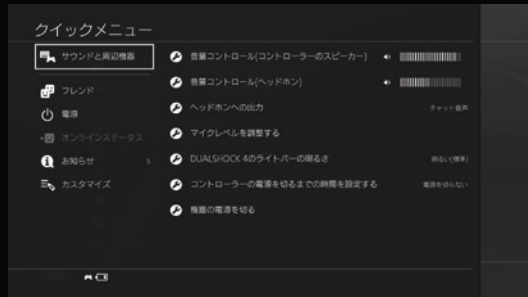 クイックメニュー
サウンドと周辺機器
フレンド
電源
オンラインステータス
お知らせ 5
カスタマイズ
音量コントロール(コントローラーのスピーカー)
音量コントロール(ヘッドホン)
ヘッドホンへの出力 チャット音声
マイクレベルを調整する
DUALSHOCK 4のライトバーの明るさ 明るい(標準)
コントローラーの電源を切るまでの時間を設定する 電源を切らない
機器の電源を切る